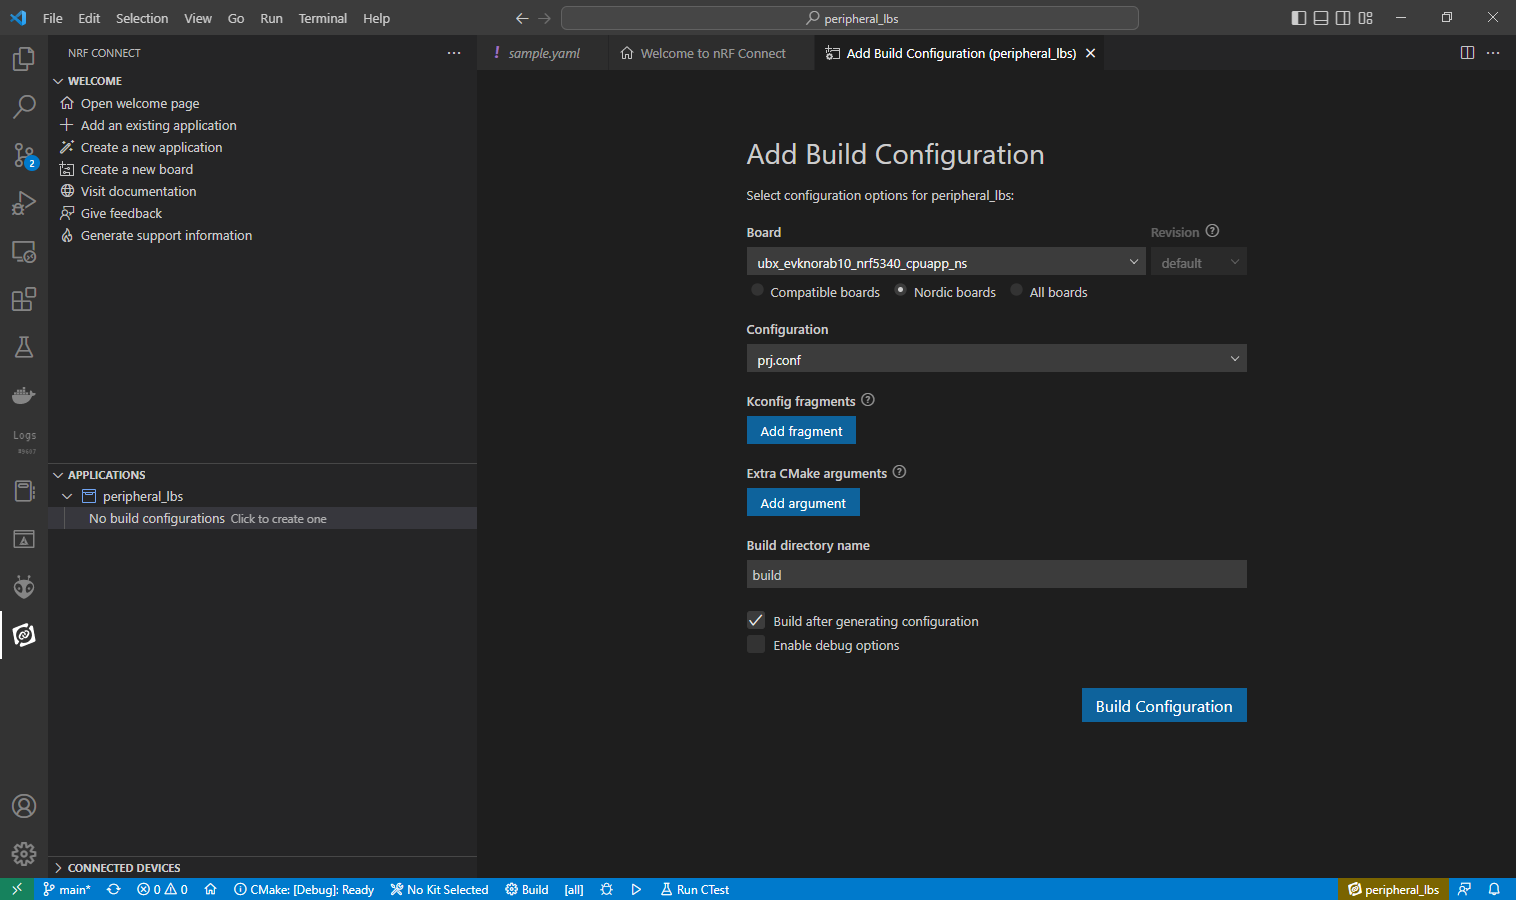 File Edit Selection View Go Run Terminal Help
peripheral_lbs
NRF CONNECT
sample.yaml
Welcome to nRF Connect
Add Build Configuration (peripheral_lbs)
WELCOME
Open welcome page
Add an existing application
Create a new application
Create a new board
Visit documentation
Give feedback
Generate support information
2
Logs
APPLICATIONS
peripheral_lbs
No build configurations Click to create one
CONNECTED DEVICES
Add Build Configuration
Select configuration options for peripheral_lbs:
Board
Revision
ubx_evknorab10_nrf5340_cpuapp_ns
default
Compatible boards Nordic boards All boards
Configuration
prj.conf
Kconfig fragments
Add fragment
Extra CMake arguments
Add argument
Build directory name
build
Build after generating configuration
Enable debug options
Build Configuration
main* 0 0 CMake: [Debug]: Ready No Kit Selected Build [all] Run CTest peripheral_lbs